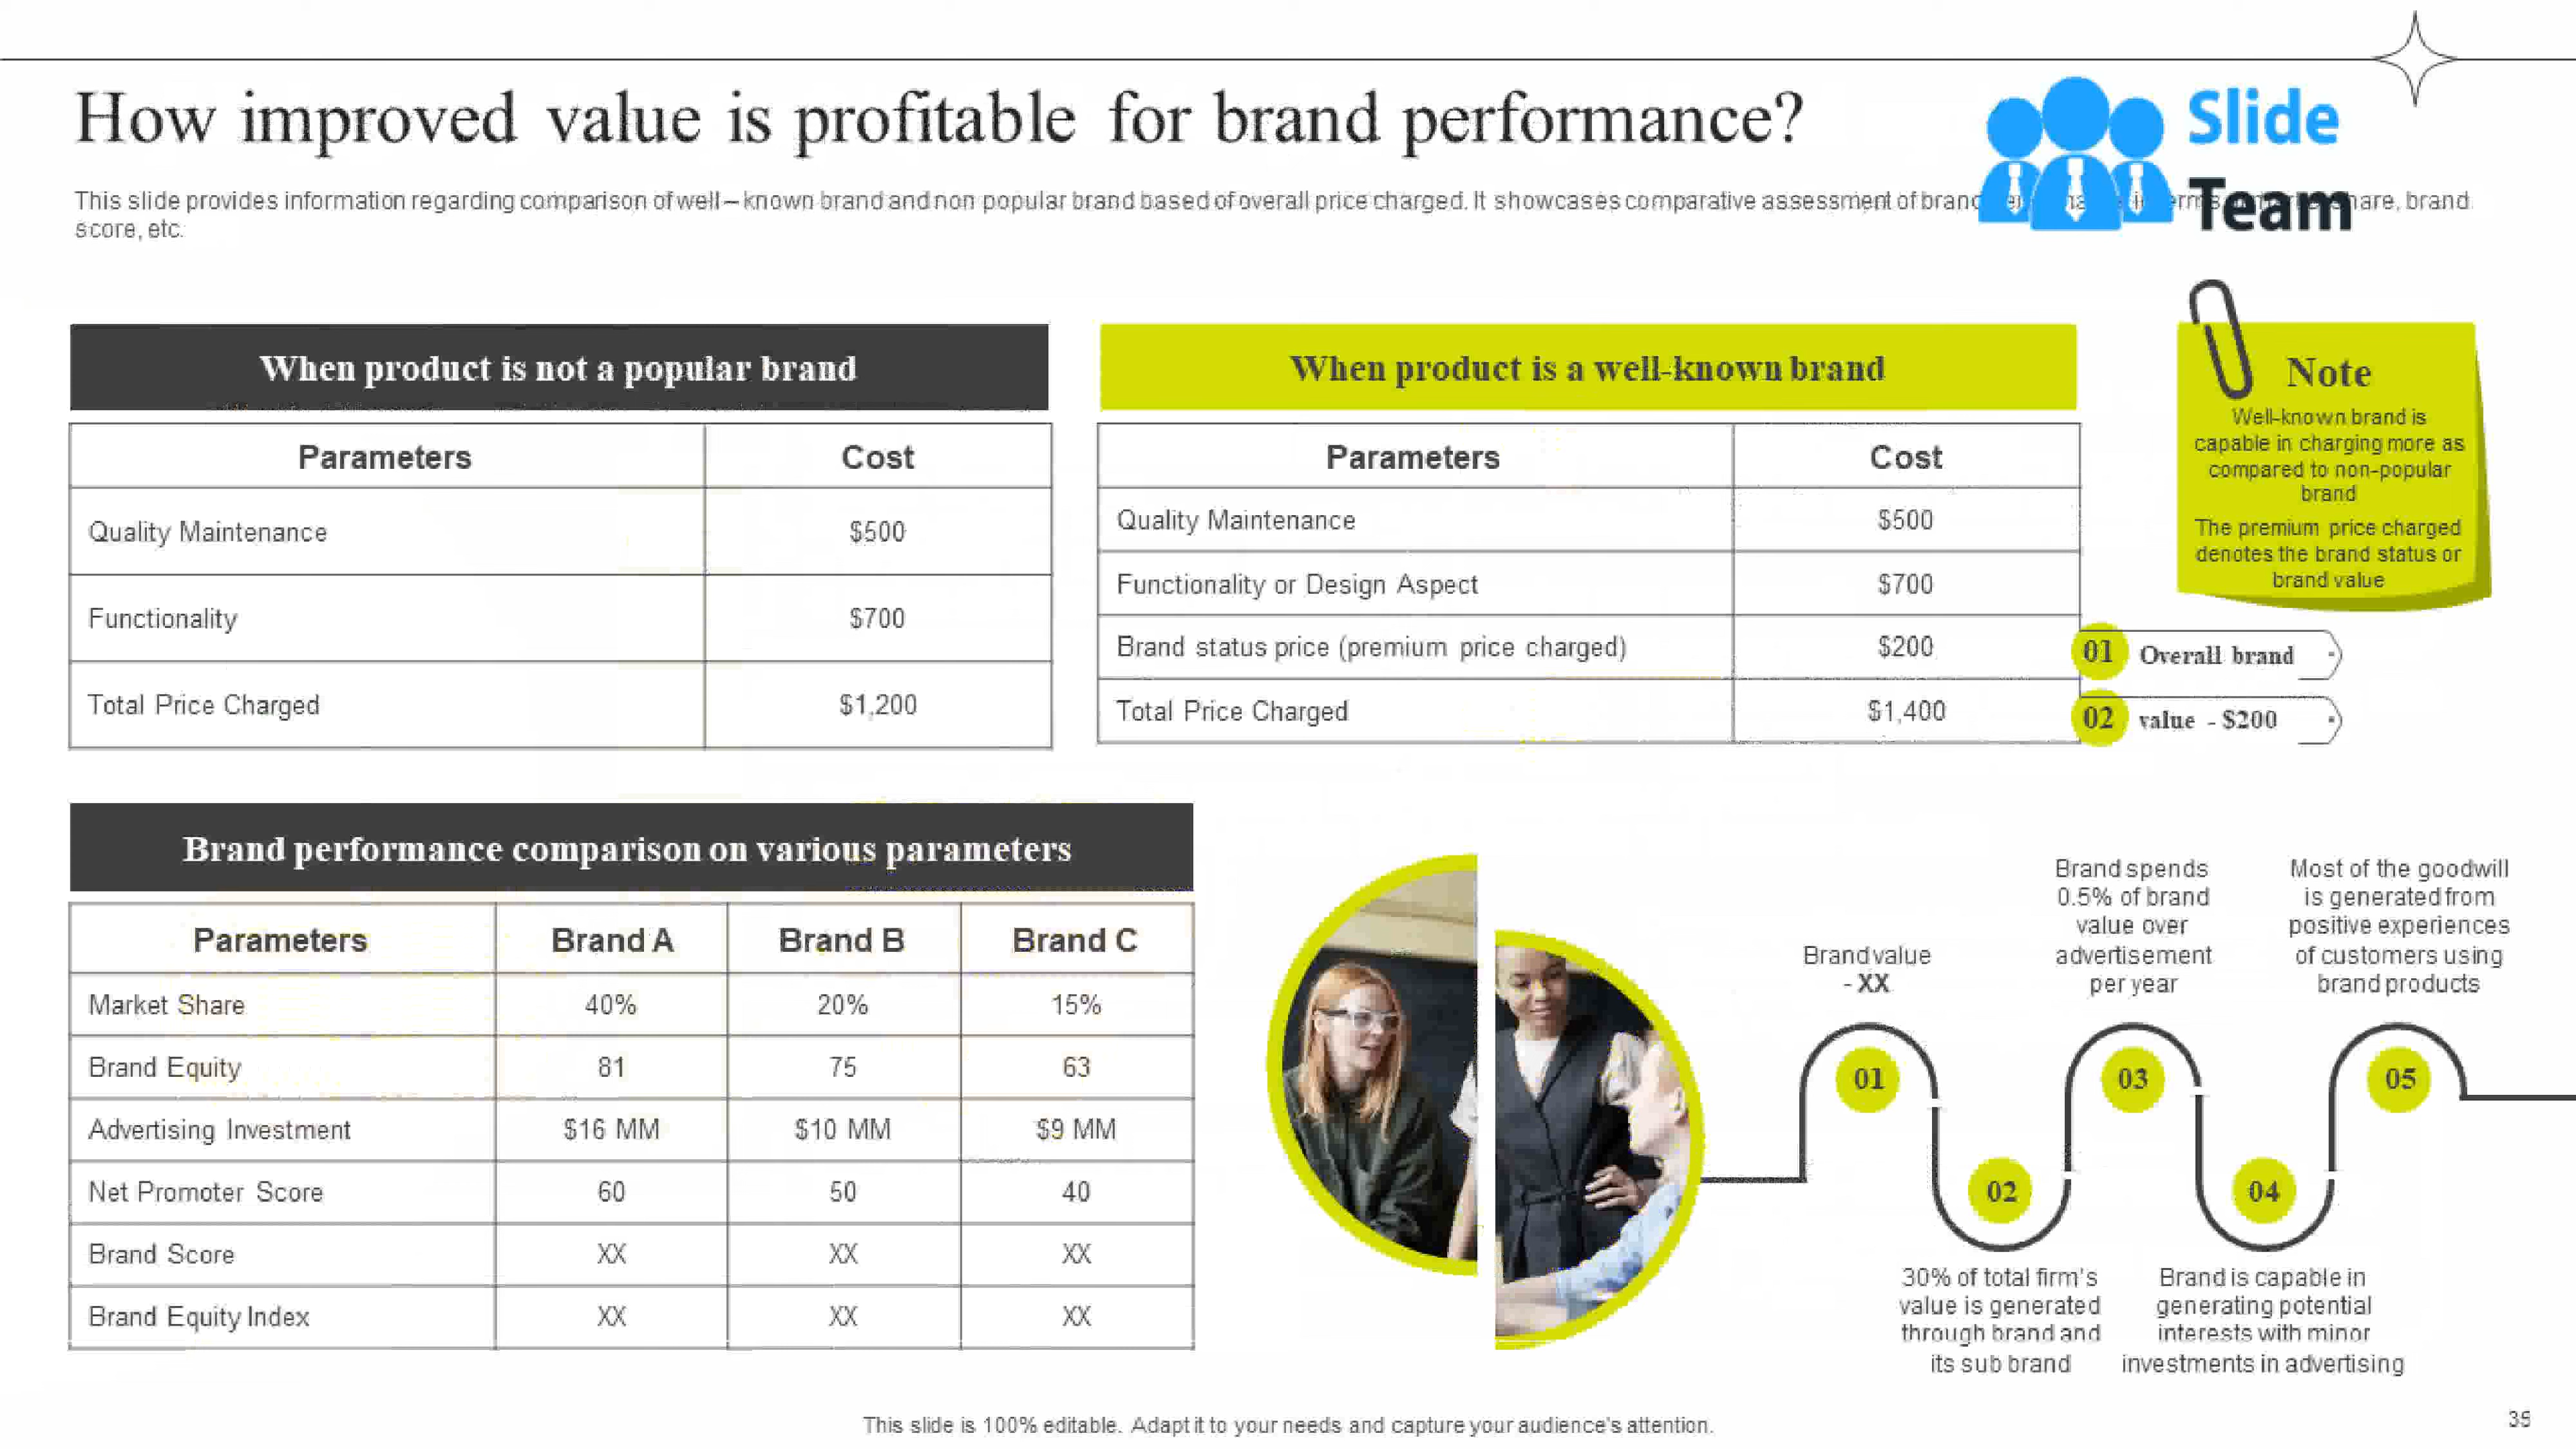 How improved value is profitable for brand performance?
Slide
Team
This slide provides information regarding comparison of well – known brand and non popular brand based of overall price charged. It showcases comparative assessment of brand share, brand
score, etc.
When product is not a popular brand
Parameters Cost
Quality Maintenance $500
Functionality $700
Total Price Charged $1,200
When product is a well-known brand
Parameters Cost
Quality Maintenance $500
Functionality or Design Aspect $700
Brand status price (premium price charged) $200
Total Price Charged $1,400
Note
Well-known brand is
capable in charging more as
compared to non-popular
brand
The premium price charged
denotes the brand status or
brand value
01 Overall brand
02 value - $200
Brand performance comparison on various parameters
Parameters Brand A Brand B Brand C
Market Share 40% 20% 15%
Brand Equity 81 75 63
Advertising Investment $16 MM $10 MM $9 MM
Net Promoter Score 60 50 40
Brand Score XX XX XX
Brand Equity Index XX XX XX
Brand value
- XX
01
02
30% of total firm's
value is generated
through brand and
its sub brand
Brand spends
0.5% of brand
value over
advertisement
per year
03
04
Brand is capable in
generating potential
interests with minor
investments in advertising
Most of the goodwill
is generated from
positive experiences
of customers using
brand products
05
This slide is 100% editable. Adapt it to your needs and capture your audience's attention.
35